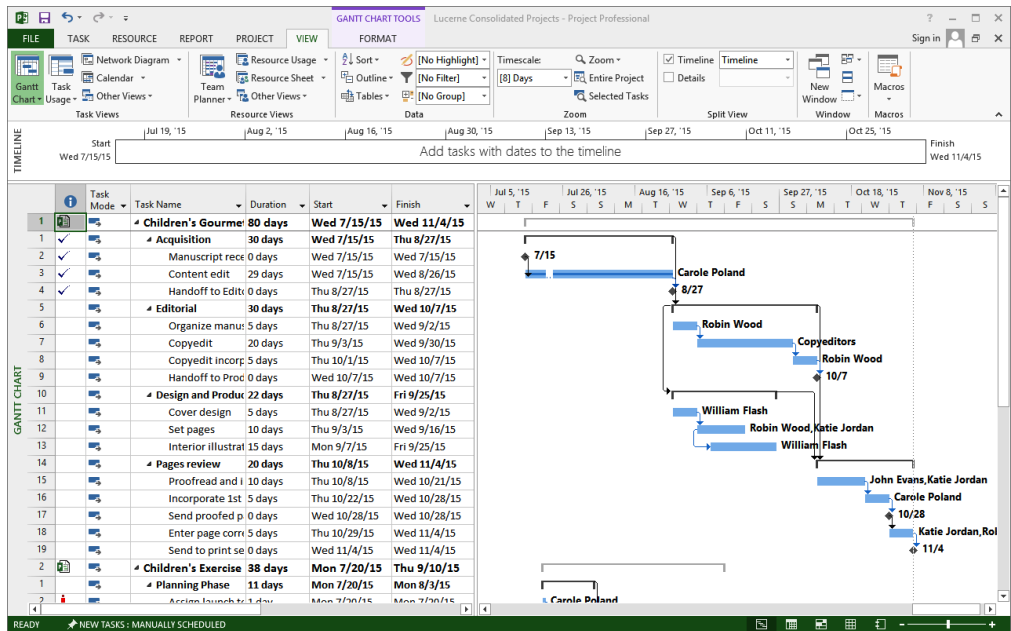 GANTT CHART TOOLS Lucerne Consolidated Projects - Project Professional
FILE TASK RESOURCE REPORT PROJECT VIEW FORMAT Sign in
Gantt Chart
Task Usage
Network Diagram
Calendar
Other Views
Task Views
Team Planner
Resource Usage
Resource Sheet
Other Views
Resource Views
Sort
Outline
Tables
[No Highlight]
[No Filter]
[No Group]
Data
Timescale:
[8] Days
Zoom
Entire Project
Selected Tasks
Zoom
Timeline Timeline
Details
Split View
New Window
Window
Macros
Macros
TIMELINE
Jul 19, '15 Aug 2, '15 Aug 16, '15 Aug 30, '15 Sep 13, '15 Sep 27, '15 Oct 11, '15 Oct 25, '15
Start
Wed 7/15/15
Add tasks with dates to the timeline
Finish
Wed 11/4/15
GANTT CHART
Task Mode Task Name Duration Start Finish
1 Children's Gourmet 80 days Wed 7/15/15 Wed 11/4/15
1 Acquisition 30 days Wed 7/15/15 Thu 8/27/15
2 Manuscript rece 0 days Wed 7/15/15 Wed 7/15/15
3 Content edit 29 days Wed 7/15/15 Wed 8/26/15
4 Handoff to Edito 0 days Thu 8/27/15 Thu 8/27/15
5 Editorial 30 days Thu 8/27/15 Wed 10/7/15
6 Organize manus 5 days Thu 8/27/15 Wed 9/2/15
7 Copyedit 20 days Thu 9/3/15 Wed 9/30/15
8 Copyedit incorp 5 days Thu 10/1/15 Wed 10/7/15
9 Handoff to Prod 0 days Wed 10/7/15 Wed 10/7/15
10 Design and Produc 22 days Thu 8/27/15 Fri 9/25/15
11 Cover design 5 days Thu 8/27/15 Wed 9/2/15
12 Set pages 10 days Thu 9/3/15 Wed 9/16/15
13 Interior illustrat 15 days Mon 9/7/15 Fri 9/25/15
14 Pages review 20 days Thu 10/8/15 Wed 11/4/15
15 Proofread and i 10 days Thu 10/8/15 Wed 10/21/15
16 Incorporate 1st 5 days Thu 10/22/15 Wed 10/28/15
17 Send proofed p 0 days Wed 10/28/15 Wed 10/28/15
18 Enter page corre 5 days Thu 10/29/15 Wed 11/4/15
19 Send to print se 0 days Wed 11/4/15 Wed 11/4/15
2 Children's Exercise 38 days Mon 7/20/15 Thu 9/10/15
1 Planning Phase 11 days Mon 7/20/15 Mon 8/3/15
2 Assign launch te 1 day Mon 7/20/15 Mon 7/20/15
Jul 5, '15 Jul 26, '15 Aug 16, '15 Sep 6, '15 Sep 27, '15 Oct 18, '15 Nov 8, '15
W T F S S M T W T F S S M T W T F S S
7/15
Carole Poland
8/27
Robin Wood
Copyeditors
Robin Wood
10/7
William Flash
Robin Wood,Katie Jordan
William Flash
John Evans,Katie Jordan
Carole Poland
10/28
Katie Jordan,Rol
11/4
Carole Poland
READY NEW TASKS : MANUALLY SCHEDULED